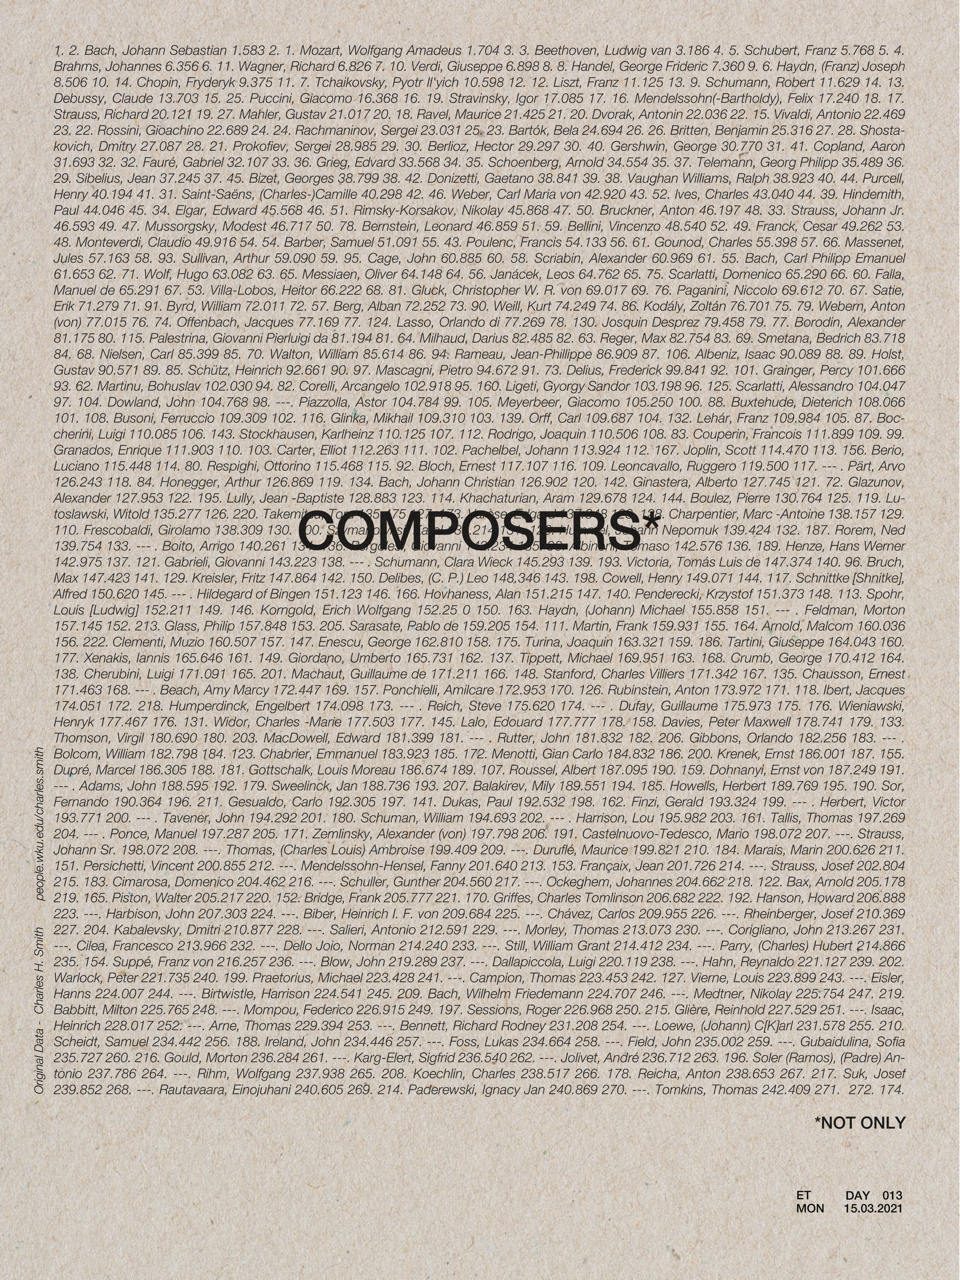 1. 2. Bach, Johann Sebastian 1.583 2. 1. Mozart, Wolfgang Amadeus 1.704 3. 3. Beethoven, Ludwig van 3.186 4. 5. Schubert, Franz 5.768 5. 4.
Brahms, Johannes 6.356 6. 11. Wagner, Richard 6.826 7. 10. Verdi, Giuseppe 6.898 8. 8. Handel, George Frideric 7.360 9. 6. Haydn, (Franz) Joseph
8.506 10. 14. Chopin, Fryderyk 9.375 11. 7. Tchaikovsky, Pyotr Il'yich 10.598 12. 12. Liszt, Franz 11.125 13. 9. Schumann, Robert 11.629 14. 13.
Debussy, Claude 13.703 15. 25. Puccini, Giacomo 16.368 16. 19. Stravinsky, Igor 17.085 17. 16. Mendelssohn(-Bartholdy), Felix 17.240 18. 17.
Strauss, Richard 20.121 19. 27. Mahler, Gustav 21.017 20. 18. Ravel, Maurice 21.425 21. 20. Dvorak, Antonin 22.036 22. 15. Vivaldi, Antonio 22.469
23. 22. Rossini, Gioachino 22.689 24. 24. Rachmaninov, Sergei 23.031 25. 23. Bartók, Bela 24.694 26. 26. Britten, Benjamin 25.316 27. 28. Shosta-
kovich, Dmitry 27.087 28. 21. Prokofiev, Sergei 28.985 29. 30. Berlioz, Hector 29.297 30. 40. Gershwin, George 30.770 31. 41. Copland, Aaron
31.693 32. 32. Fauré, Gabriel 32.107 33. 36. Grieg, Edvard 33.568 34. 35. Schoenberg, Arnold 34.554 35. 37. Telemann, Georg Philipp 35.489 36.
29. Sibelius, Jean 37.245 37. 45. Bizet, Georges 38.799 38. 42. Donizetti, Gaetano 38.841 39. 38. Vaughan Williams, Ralph 38.923 40. 44. Purcell,
Henry 40.194 41. 31. Saint-Saëns, (Charles-)Camille 40.298 42. 46. Weber, Carl Maria von 42.920 43. 52. Ives, Charles 43.040 44. 39. Hindemith,
Paul 44.046 45. 34. Elgar, Edward 45.568 46. 51. Rimsky-Korsakov, Nikolay 45.868 47. 50. Bruckner, Anton 46.197 48. 33. Strauss, Johann Jr.
46.593 49. 47. Mussorgsky, Modest 46.717 50. 78. Bernstein, Leonard 46.859 51. 59. Bellini, Vincenzo 48.540 52. 49. Franck, Cesar 49.262 53.
48. Monteverdi, Claudio 49.916 54. 54. Barber, Samuel 51.091 55. 43. Poulenc, Francis 54.133 56. 61. Gounod, Charles 55.398 57. 66. Massenet,
Jules 57.163 58. 93. Sullivan, Arthur 59.090 59. 95. Cage, John 60.885 60. 58. Scriabin, Alexander 60.969 61. 55. Bach, Carl Philip Emanuel
61.653 62. 71. Wolf, Hugo 63.082 63. 65. Messiaen, Oliver 64.148 64. 56. Janácek, Leos 64.762 65. 75. Scarlatti, Domenico 65.290 66. 60. Falla,
Manuel de 65.291 67. 53. Villa-Lobos, Heitor 66.222 68. 81. Gluck, Christopher W. R. von 69.017 69. 76. Paganini, Niccolo 69.612 70. 67. Satie,
Erik 71.279 71. 91. Byrd, William 72.011 72. 57. Berg, Alban 72.252 73. 90. Weill, Kurt 74.249 74. 86. Kodály, Zoltán 76.701 75. 79. Webern, Anton
(von) 77.015 76. 74. Offenbach, Jacques 77.169 77. 124. Lasso, Orlando di 77.269 78. 130. Josquin Desprez 79.458 79. 77. Borodin, Alexander
81.175 80. 115. Palestrina, Giovanni Pierluigi da 81.194 81. 64. Milhaud, Darius 82.485 82. 63. Reger, Max 82.754 83. 69. Smetana, Bedrich 83.718
84. 68. Nielsen, Carl 85.399 85. 70. Walton, William 85.614 86. 94. Rameau, Jean-Phillippe 86.909 87. 106. Albeniz, Isaac 90.089 88. 89. Holst,
Gustav 90.571 89. 85. Schütz, Heinrich 92.661 90. 97. Mascagni, Pietro 94.672 91. 73. Delius, Frederick 99.841 92. 101. Grainger, Percy 101.666
93. 62. Martinu, Bohuslav 102.030 94. 82. Corelli, Arcangelo 102.918 95. 160. Ligeti, Gyorgy Sandor 103.198 96. 125. Scarlatti, Alessandro 104.047
97. 104. Dowland, John 104.768 98. ---. Piazzolla, Astor 104.784 99. 105. Meyerbeer, Giacomo 105.250 100. 88. Buxtehude, Dieterich 108.066
101. 108. Busoni, Ferruccio 109.309 102. 116. Glinka, Mikhail 109.310 103. 139. Orff, Carl 109.687 104. 132. Lehár, Franz 109,984 105. 87. Boc-
cherini, Luigi 110.085 106. 143. Stockhausen, Karlheinz 110.125 107. 112. Rodrigo, Joaquin 110.506 108. 83. Couperin, Francois 111.899 109. 99.
Granados, Enrique 111.903 110. 103. Carter, Elliot 112.263 111. 102. Pachelbel, Johann 113.924 112. 167. Joplin, Scott 114.470 113. 156. Berio,
Luciano 115.448 114. 80. Respighi, Ottorino 115.468 115. 92. Bloch, Ernest 117.107 116. 109. Leoncavallo, Ruggero 119.500 117. --- . Pärt, Arvo
126.243 118. 84. Honegger, Arthur 126.869 119. 134. Bach, Johann Christian 126.902 120. 142. Ginastera, Alberto 127.745 121. 72. Glazunov,
Alexander 127.953 122. 195. Lully, Jean -Baptiste 128.883 123. 114. Khachaturian, Aram 129.678 124. 144. Boulez, Pierre 130.764 125. 119. Lu-
toslawski, Witold 135.277 126. 220. Charpentier, Marc -Antoine 138.157 129.
COMPOSERS*
110. Frescobaldi, Girolamo 138.309 130. Nepomuk 139.424 132. 187. Rorem, Ned
139.754 133. --- . Boito, Arrigo 140.261 142.576 136. 189. Henze, Hans Werner
142.975 137. 121. Gabrieli, Giovanni 143.223 138. --- . Schumann, Clara Wieck 145.293 139. 193. Victoria, Tomás Luis de 147.374 140. 96. Bruch,
Max 147.423 141. 129. Kreisler, Fritz 147.864 142. 150. Delibes, (C. P.) Leo 148,346 143. 198. Cowell, Henry 149.071 144. 117. Schnittke [Shnitke],
Alfred 150.620 145. --- . Hildegard of Bingen 151.123 146. 166. Hovhaness, Alan 151.215 147. 140. Penderecki, Krzystof 151.373 148. 113. Spohr,
Louis [Ludwig] 152.211 149. 146. Korngold, Erich Wolfgang 152.25 0 150. 163. Haydn, (Johann) Michael 155.858 151. --- . Feldman, Morton
157.145 152. 213. Glass, Philip 157.848 153. 205. Sarasate, Pablo de 159.205 154. 111. Martin, Frank 159.931 155. 164. Arnold, Malcom 160.036
156. 222. Clementi, Muzio 160.507 157. 147. Enescu, George 162.810 158. 175. Turina, Joaquin 163.321 159. 186. Tartini, Giuseppe 164.043 160.
177. Xenakis, Iannis 165.646 161. 149. Giordano, Umberto 165.731 162. 137. Tippett, Michael 169.951 163. 168. Crumb, George 170.412 164.
138. Cherubini, Luigi 171.091 165. 201. Machaut, Guillaume de 171.211 166. 148. Stanford, Charles Villiers 171.342 167. 135. Chausson, Ernest
171.463 168. --- . Beach, Amy Marcy 172.447 169. 157. Ponchielli, Amilcare 172.953 170. 126. Rubinstein, Anton 173.972 171. 118. Ibert, Jacques
174.051 172. 218. Humperdinck, Engelbert 174.098 173. --- . Reich, Steve 175.620 174. --- . Dufay, Guillaume 175.973 175. 176. Wieniawski,
Henryk 177.467 176. 131. Widor, Charles -Marie 177.503 177. 145. Lalo, Edouard 177.777 178. 158. Davies, Peter Maxwell 178.741 179. 133.
Thomson, Virgil 180.690 180. 203. MacDowell, Edward 181.399 181. --- . Rutter, John 181.832 182. 206. Gibbons, Orlando 182.256 183. --- .
Bolcom, William 182.798 184. 123. Chabrier, Emmanuel 183.923 185. 172. Menotti, Gian Carlo 184.832 186. 200. Krenek, Ernst 186.001 187. 155.
Dupré, Marcel 186.305 188. 181. Gottschalk, Louis Moreau 186.674 189. 107. Roussel, Albert 187.095 190. 159. Dohnanyi, Ernst von 187.249 191.
--- . Adams, John 188.595 192. 179. Sweelinck, Jan 188.736 193. 207. Balakirev, Mily 189.551 194. 185. Howells, Herbert 189.769 195. 190. Sor,
Fernando 190.364 196. 211. Gesualdo, Carlo 192.305 197. 141. Dukas, Paul 192.532 198. 162. Finzi, Gerald 193.324 199. --- . Herbert, Victor
193.771 200. --- . Tavener, John 194.292 201. 180. Schuman, William 194.693 202. --- . Harrison, Lou 195.982 203. 161. Tallis, Thomas 197.269
204. --- . Ponce, Manuel 197.287 205. 171. Zemlinsky, Alexander (von) 197.798 206. 191. Castelnuovo-Tedesco, Mario 198.072 207. ---. Strauss,
Johann Sr. 198.072 208. ---. Thomas, (Charles Louis) Ambroise 199.409 209. ---. Duruflé, Maurice 199.821 210. 184. Marais, Marin 200.626 211.
151. Persichetti, Vincent 200.855 212. ---. Mendelssohn-Hensel, Fanny 201.640 213. 153. Françaix, Jean 201.726 214. ---. Strauss, Josef 202.804
215. 183. Cimarosa, Domenico 204.462 216. ---. Schuller, Gunther 204.560 217. ---. Ockeghem, Johannes 204.662 218. 122. Bax, Arnold 205.178
219. 165. Piston, Walter 205.217 220. 152. Bridge, Frank 205.777 221. 170. Griffes, Charles Tomlinson 206.682 222. 192. Hanson, Howard 206.888
223. ---. Harbison, John 207.303 224. ---. Biber, Heinrich I. F. von 209.684 225. ---. Chávez, Carlos 209.955 226. ---. Rheinberger, Josef 210.369
227. 204. Kabalevsky, Dmitri 210.877 228. ---. Salieri, Antonio 212.591 229. ---. Morley, Thomas 213.073 230. ---. Corigliano, John 213.267 231.
---. Cilea, Francesco 213.966 232. ---. Dello Joio, Norman 214.240 233. ---. Still, William Grant 214.412 234. ---. Parry, (Charles) Hubert 214.866
235. 154. Suppé, Franz von 216.257 236. ---. Blow, John 219.289 237. ---. Dallapiccola, Luigi 220.119 238. ---. Hahn, Reynaldo 221.127 239. 202.
Warlock, Peter 221.735 240. 199. Praetorius, Michael 223.428 241. ---. Campion, Thomas 223.453 242. 127. Vierne, Louis 223.899 243. ---. Eisler,
Hanns 224.007 244. ---. Birtwistle, Harrison 224.541 245. 209. Bach, Wilhelm Friedemann 224.707 246. ---. Medtner, Nikolay 225.754 247. 219.
Babbitt, Milton 225.765 248. ---. Mompou, Federico 226.915 249. 197. Sessions, Roger 226.968 250. 215. Glière, Reinhold 227.529 251. ---. Isaac,
Heinrich 228.017 252. ---. Arne, Thomas 229.394 253. ---. Bennett, Richard Rodney 231.208 254. ---. Loewe, (Johann) C[K]arl 231.578 255. 210.
Scheidt, Samuel 234.442 256. 188. Ireland, John 234.446 257. ---. Foss, Lukas 234.664 258. ---. Field, John 235.002 259. ---. Gubaidulina, Sofia
235.727 260. 216. Gould, Morton 236.284 261. ---. Karg-Elert, Sigfrid 236.540 262. ---. Jolivet, André 236.712 263. 196. Soler (Ramos), (Padre) An-
tonio 237.786 264. ---. Rihm, Wolfgang 237.938 265. 208. Koechlin, Charles 238.517 266. 178. Reicha, Anton 238.653 267. 217. Suk, Josef
239.852 268. ---. Rautavaara, Einojuhani 240.605 269. 214. Paderewski, Ignacy Jan 240.869 270. ---. Tomkins, Thomas 242.409 271. 272. 174.
Original Data - Charles H. Smith people.wku.edu/charles.smith
*NOT ONLY
ET DAY 013
MON 15.03.2021